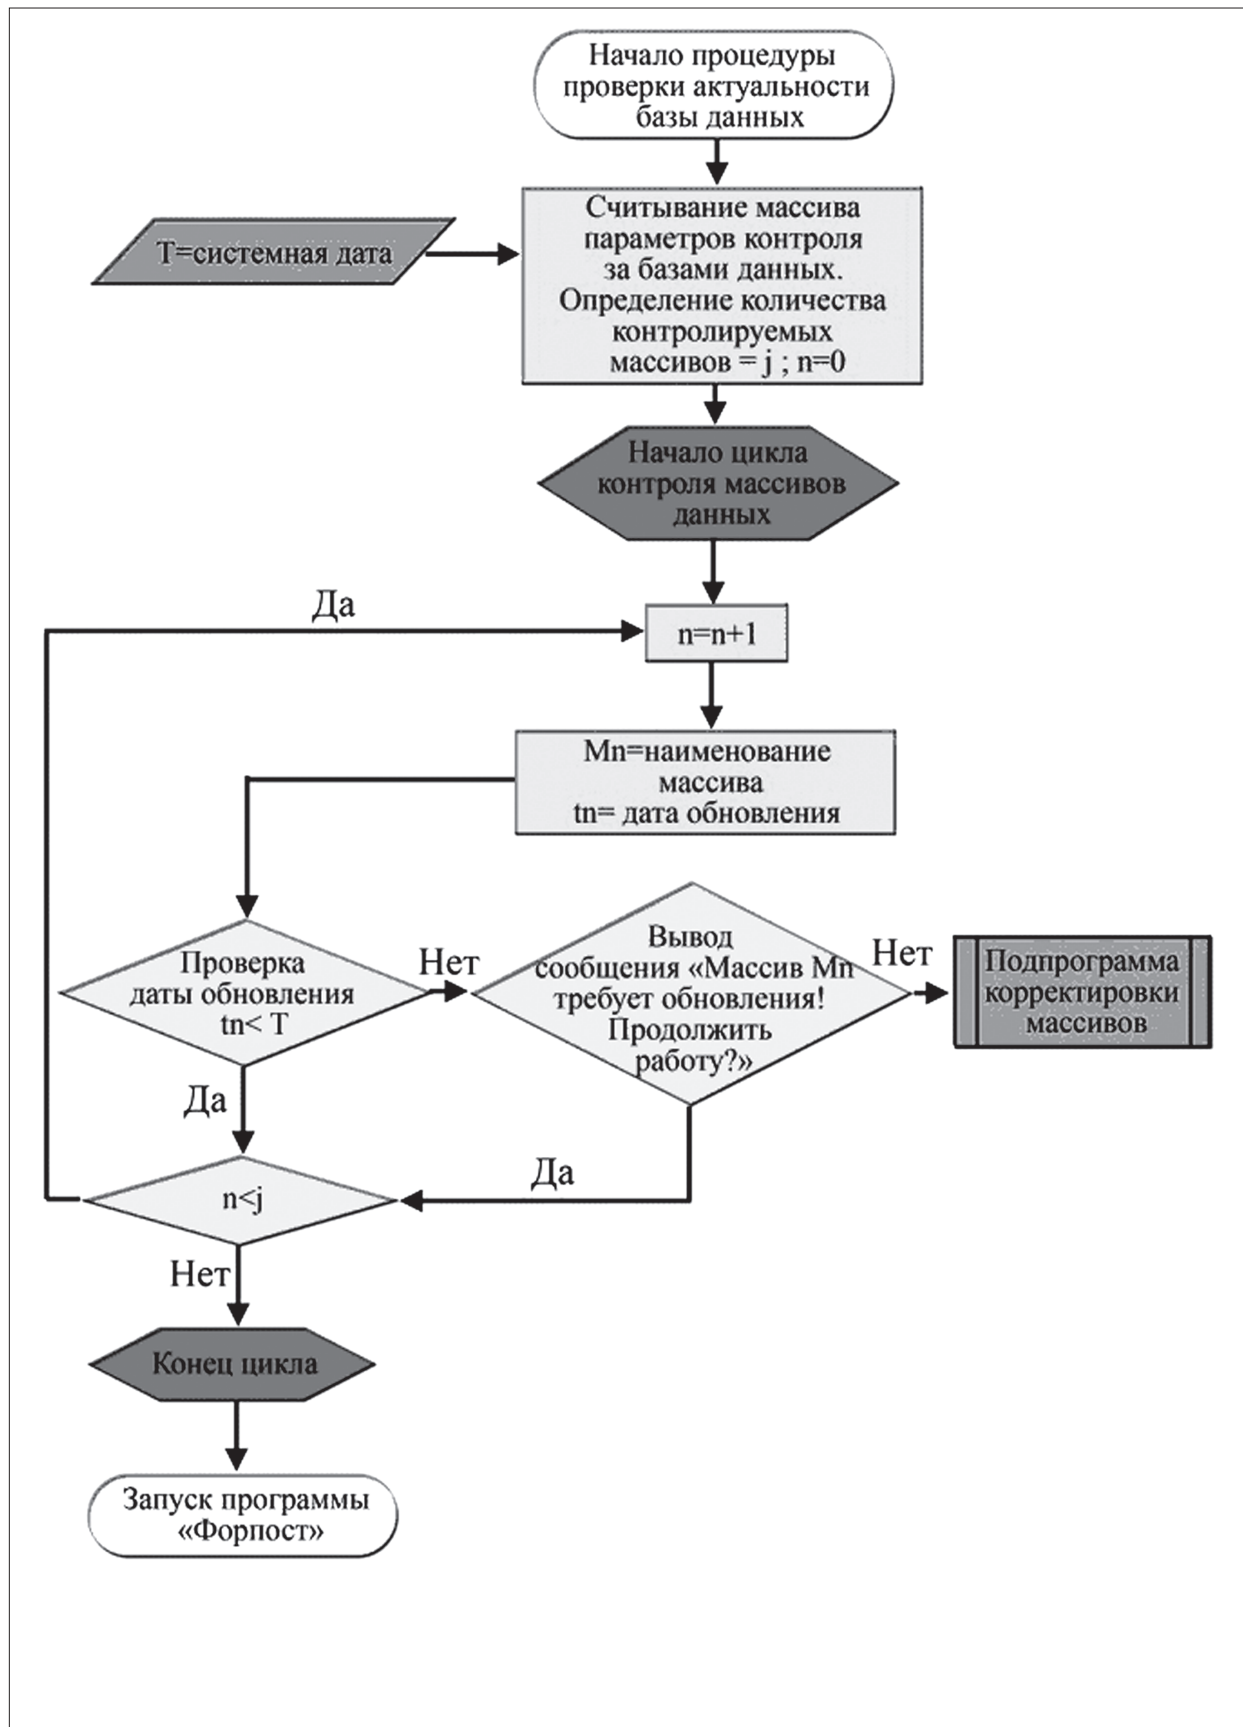 Начало процедуры
проверки актуальности
базы данных
T=системная дата
Считывание массива
параметров контроля
за базами данных.
Определение количества
контролируемых
массивов = j ; n=0
Начало цикла
контроля массивов
данных
Да
n=n+1
Mn=наименование
массива
tn= дата обновления
Проверка
даты обновления
tn< T
Нет
Вывод
сообщения «Массив Mn
требует обновления!
Продолжить
работу?»
Нет
Подпрограмма
корректировки
массивов
Да
Да
n<j
Нет
Конец цикла
Запуск программы
«Форпост»